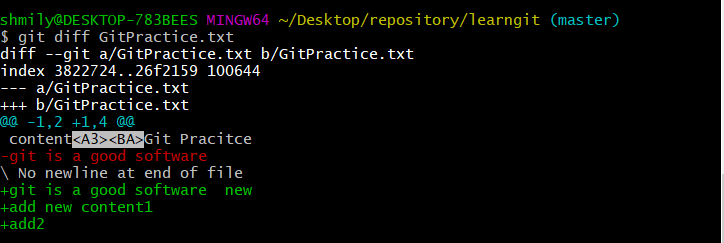 shmily@DESKTOP-783BEES MINGW64 ~/Desktop/repository/learngit (master)
$ git diff GitPractice.txt
diff --git a/GitPractice.txt b/GitPractice.txt
index 3822724..26f2159 100644
--- a/GitPractice.txt
+++ b/GitPractice.txt
@@ -1,2 +1,4 @@
 content<A3><BA>Git Pracitce
-git is a good software
\ No newline at end of file
+git is a good software  new
+add new content1
+add2